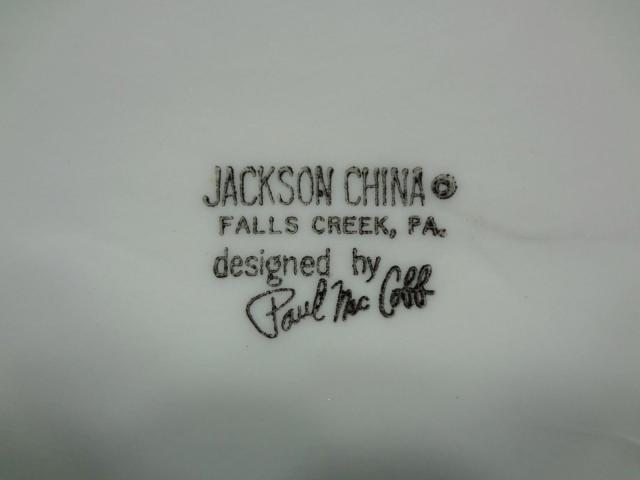 JACKSON CHINA ©
FALLS CREEK, PA.
designed by
Paul Mc Cobb